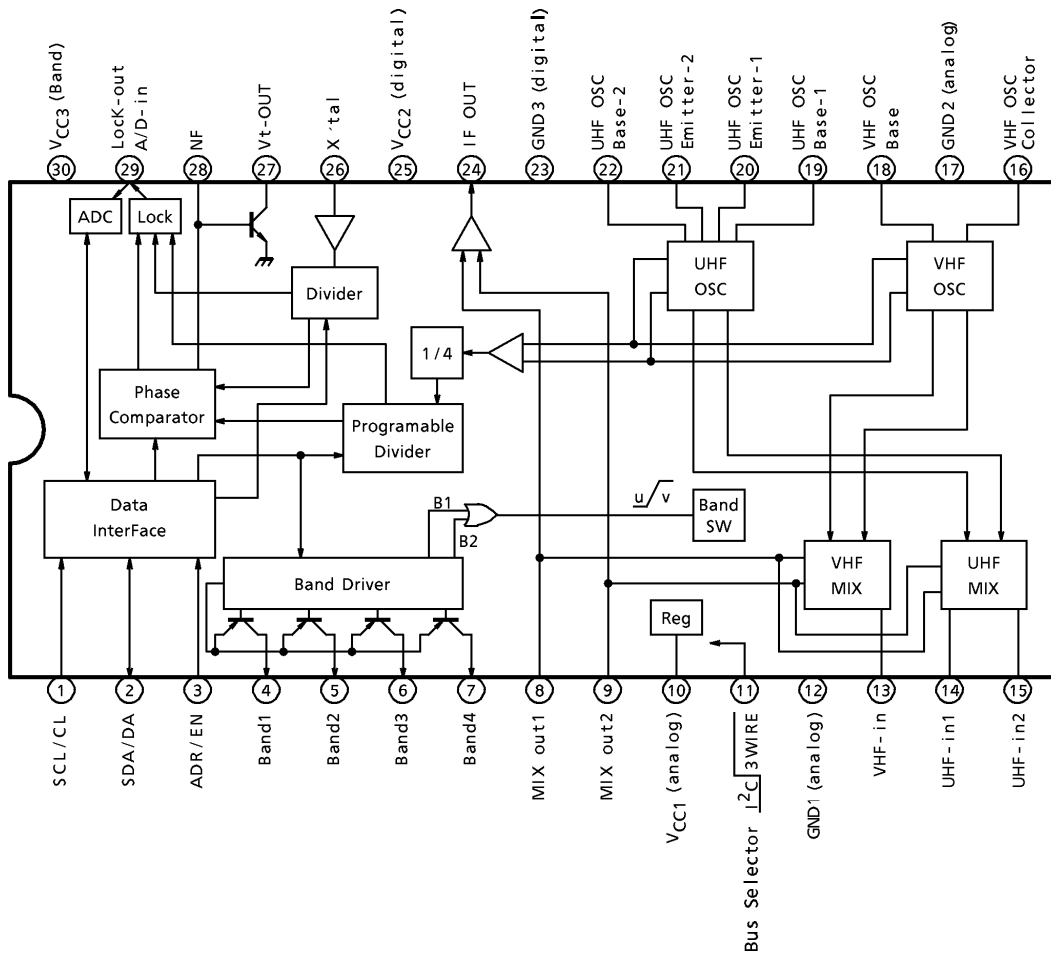 VCC3 (Band)
LocK-out
A/D-in
NF
Vt-OUT
X'tal
VCC2 (digital)
IF OUT
GND3 (digital)
UHF OSC
Base-2
UHF OSC
Emitter-2
UHF OSC
Emitter-1
UHF OSC
Base-1
VHF OSC
Base
GND2 (analog)
VHF OSC
Collector
30
29
28
27
26
25
24
23
22
21
20
19
18
17
16
ADC
Lock
Divider
UHF
OSC
VHF
OSC
1/4
Phase
Comparator
Programable
Divider
Data
InterFace
B1
B2
u/v
Band
SW
Band Driver
VHF
MIX
UHF
MIX
Reg
1
2
3
4
5
6
7
8
9
10
11
12
13
14
15
SCL/CL
SDA/DA
ADR/EN
Band1
Band2
Band3
Band4
MIX out1
MIX out2
VCC1 (analog)
Bus Selector I2C 3WIRE
GND1 (analog)
VHF-in
UHF-in1
UHF-in2